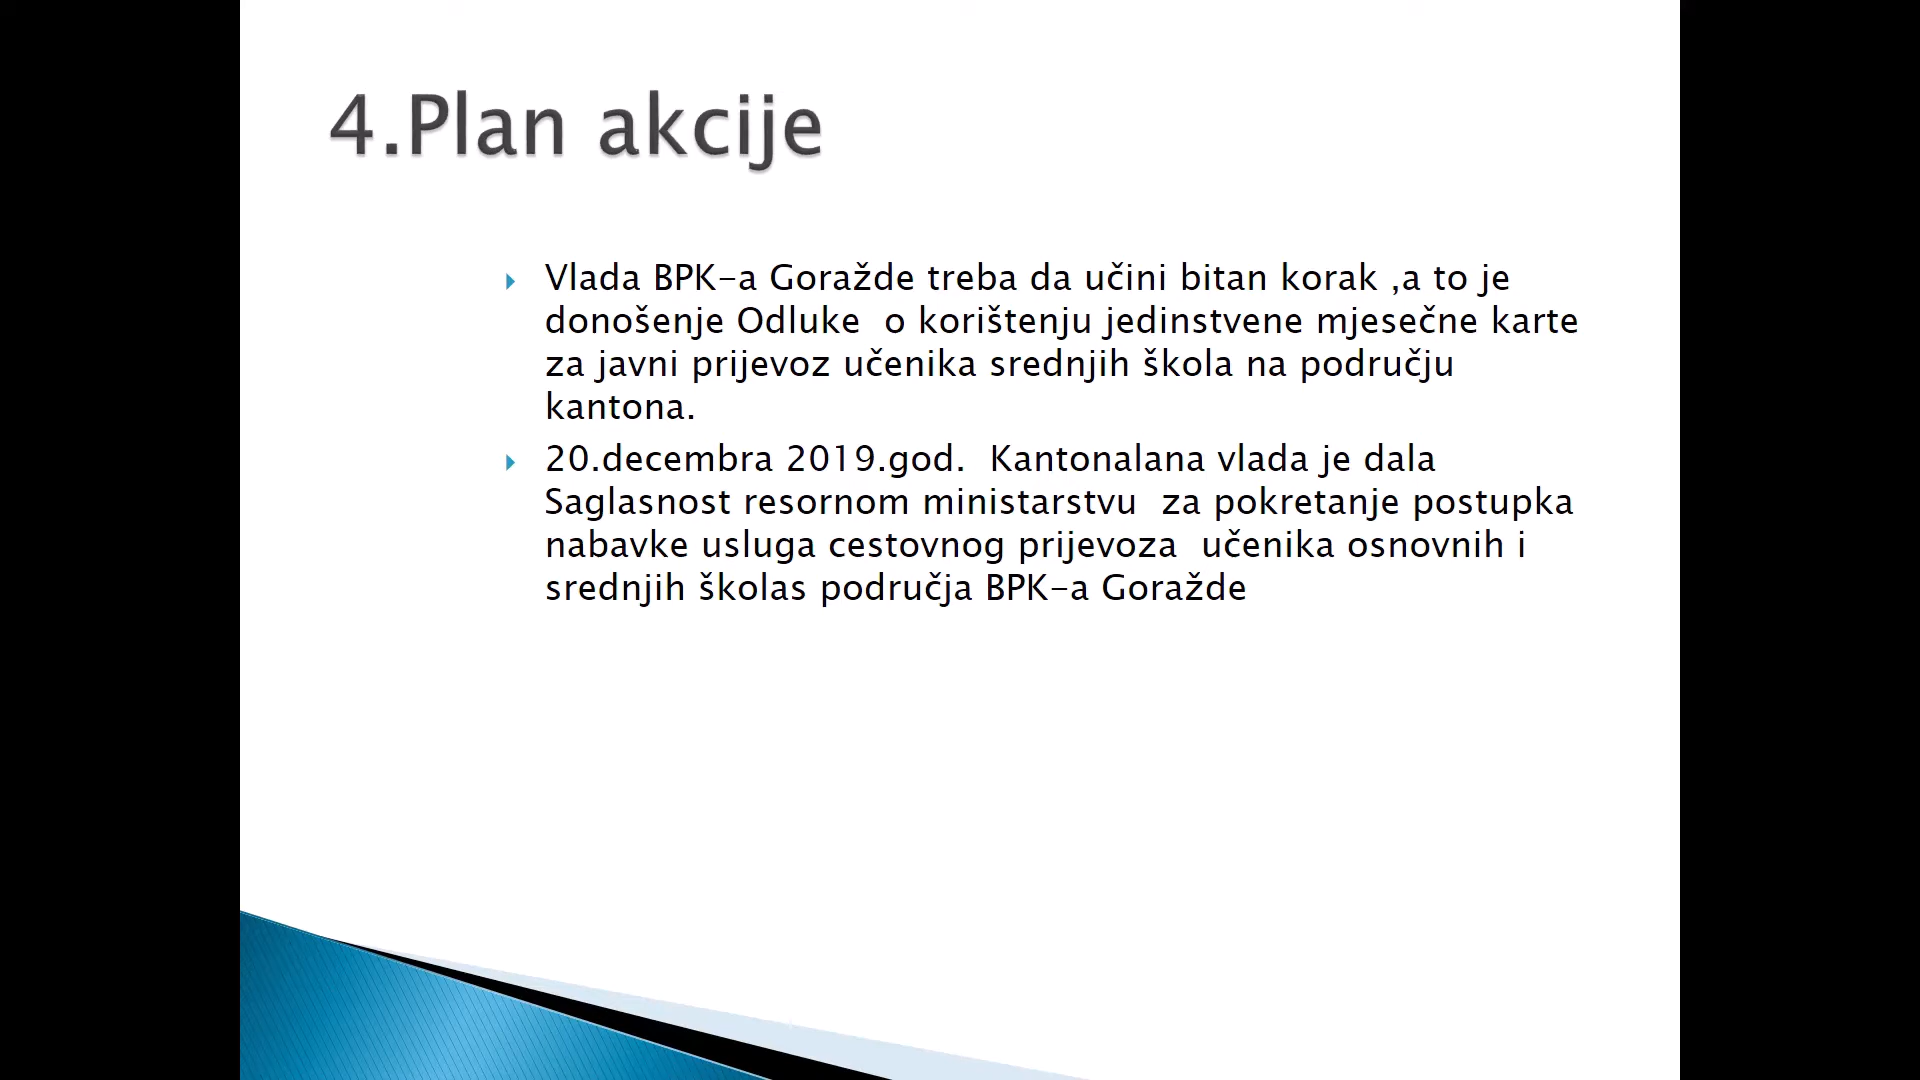 4.Plan akcije
Vlada BPK-a Goražde treba da učini bitan korak ,a to je
donošenje Odluke  o korištenju jedinstvene mjesečne karte
za javni prijevoz učenika srednjih škola na području
kantona.
20.decembra 2019.god.  Kantonalana vlada je dala
Saglasnost resornom ministarstvu  za pokretanje postupka
nabavke usluga cestovnog prijevoza  učenika osnovnih i
srednjih školas područja BPK-a Goražde